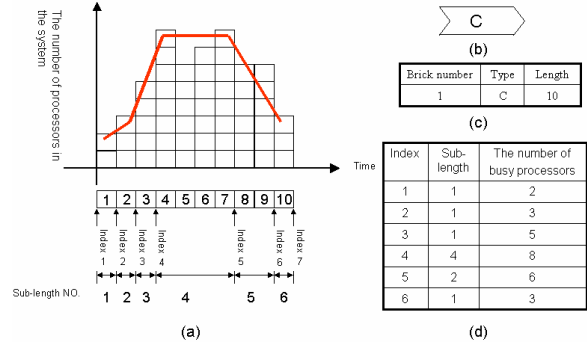 The number of processors in
the system
Time
1 2 3 4 5 6 7 8 9 10
Index 1
Index 2
Index 3
Index 4
Index 5
Index 6
Index 7
Sub-length NO.
1 2 3 4 5 6
(a)
C
(b)
Brick number Type Length
1 C 10
(c)
Index Sub-length The number of busy processors
1 1 2
2 1 3
3 1 5
4 4 8
5 2 6
6 1 3
(d)